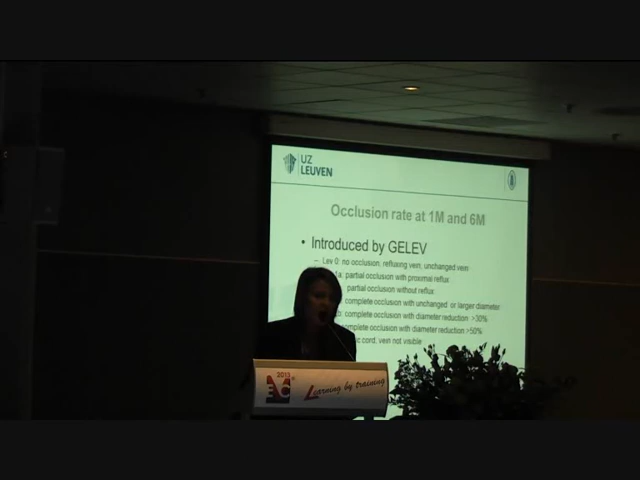 UZ
LEUVEN
Occlusion rate at 1M and 6M
• Introduced by GELEV
– Lev 0: no occlusion, refluxing vein, unchanged vein
1a: partial occlusion with proximal reflux
partial occlusion without reflux
complete occlusion with unchanged or larger diameter
b: complete occlusion with diameter reduction >30%
complete occlusion with diameter reduction >50%
cord, vein not visible
2013
EVC
Learning by training